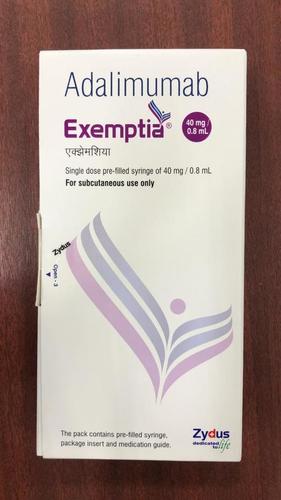 Adalimumab
Exemptia®
40 mg/
0.8 mL
एक्झेमशिया
Single dose pre-filled syringe of 40 mg / 0.8 mL
For subcutaneous use only
Zydus
Open - 3
The pack contains pre-filled syringe,
package insert and medication guide.
Zydus
dedicated
to life